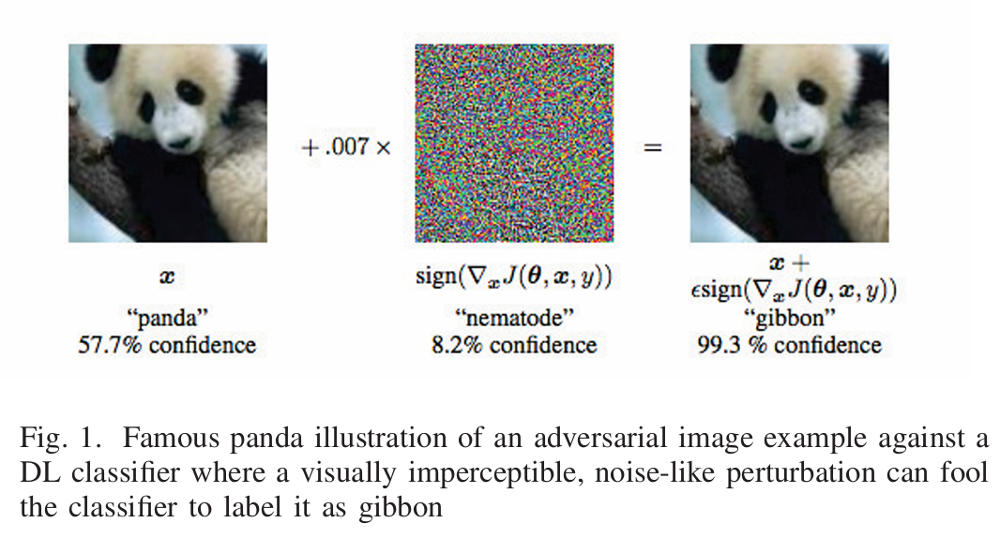 + .007 ×
=
x
sign(∇ₓJ(θ, x, y))
x +
ϵsign(∇ₓJ(θ, x, y))
“panda”
“nematode”
“gibbon”
57.7% confidence
8.2% confidence
99.3 % confidence
Fig. 1. Famous panda illustration of an adversarial image example against a
DL classifier where a visually imperceptible, noise-like perturbation can fool
the classifier to label it as gibbon